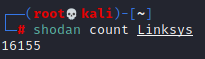 ┌──(root💀kali)-[~]
└─# shodan count Linksys
16155